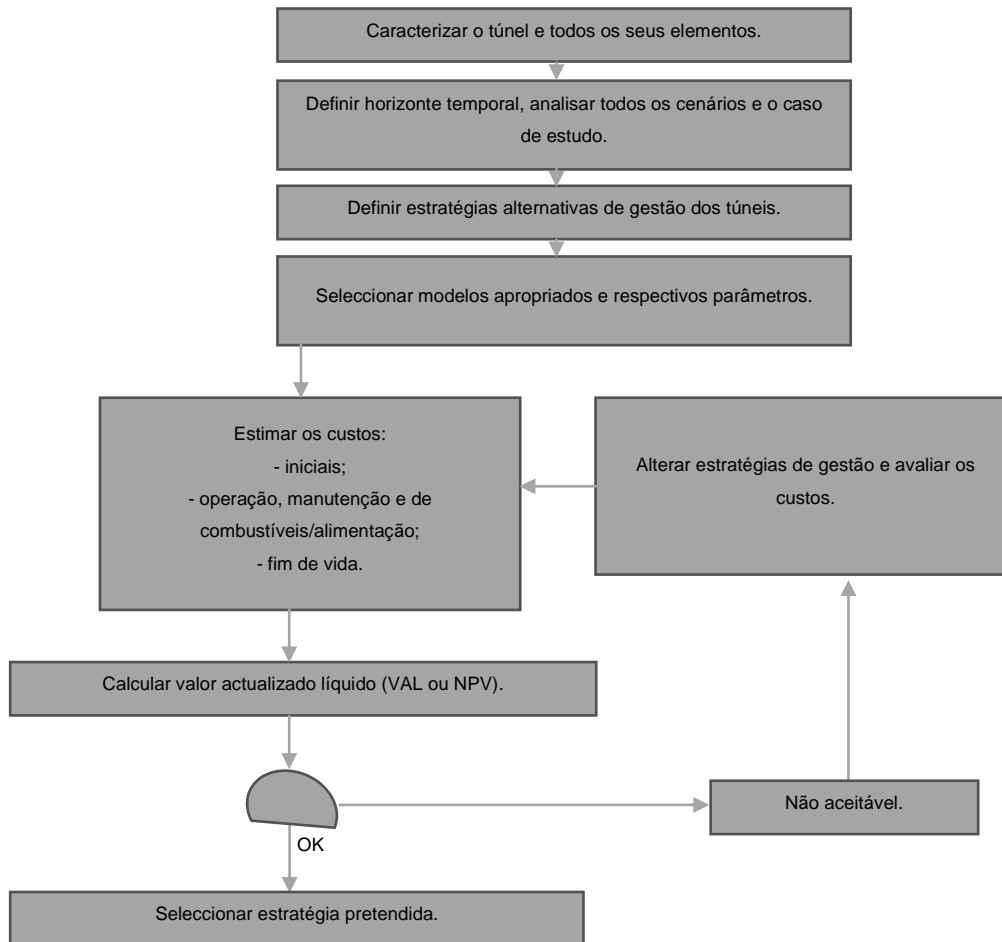 Caracterizar o túnel e todos os seus elementos.
Definir horizonte temporal, analisar todos os cenários e o caso
de estudo.
Definir estratégias alternativas de gestão dos túneis.
Seleccionar modelos apropriados e respectivos parâmetros.
Estimar os custos:
- iniciais;
- operação, manutenção e de
combustíveis/alimentação;
- fim de vida.
Alterar estratégias de gestão e avaliar os
custos.
Calcular valor actualizado líquido (VAL ou NPV).
Não aceitável.
OK
Seleccionar estratégia pretendida.